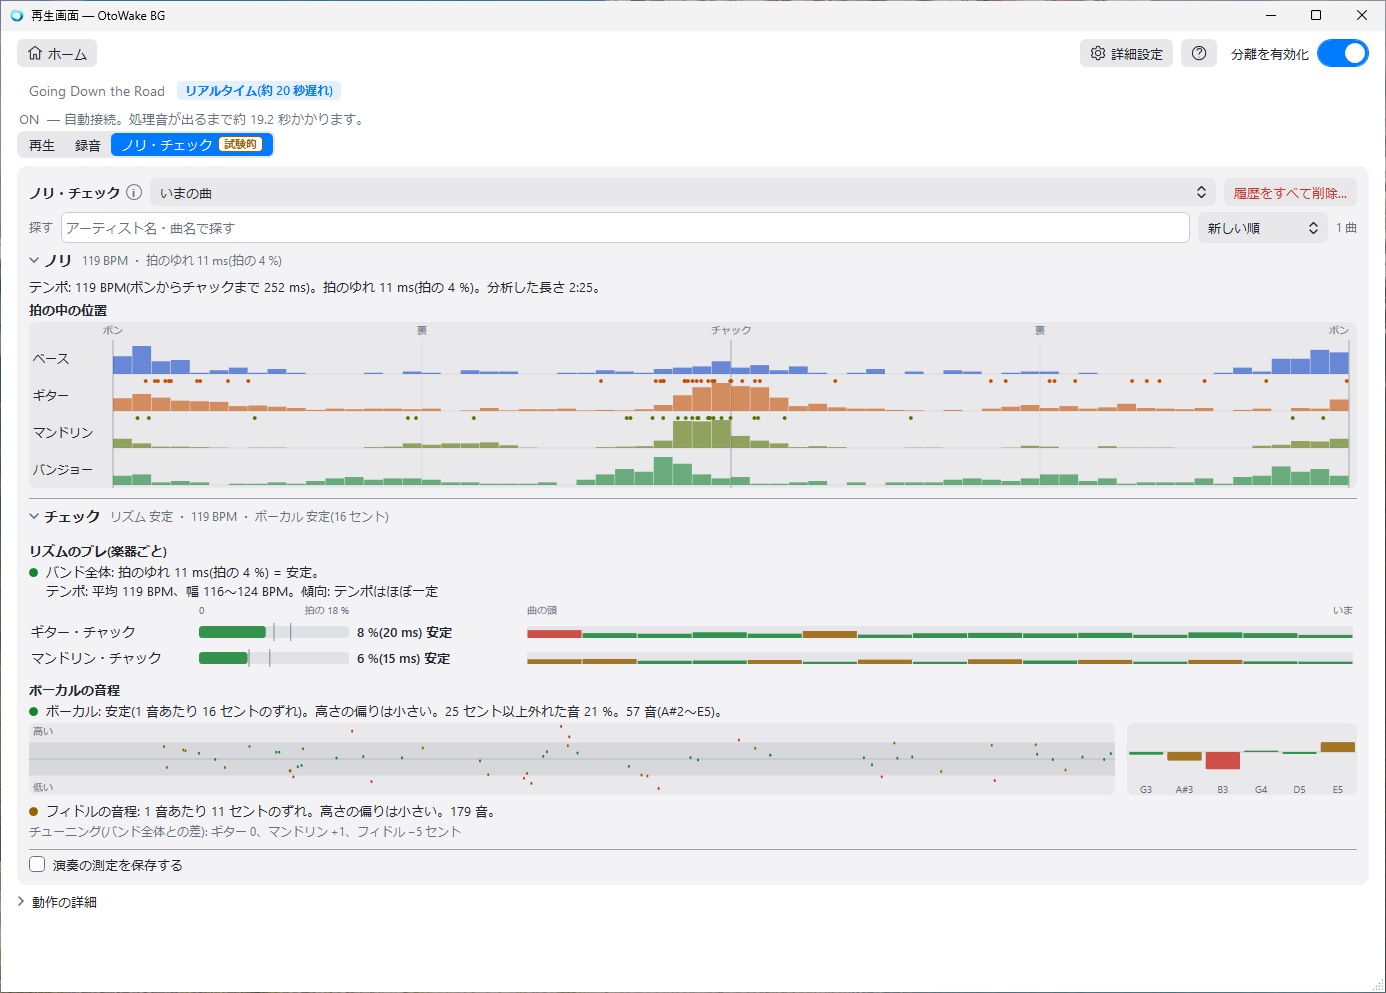 再生画面 — OtoWake BG
ホーム
詳細設定
分離を有効化
Going Down the Road リアルタイム(約 20 秒遅れ)
ON — 自動接続。処理音が出るまで約 19.2 秒かかります。
再生 録音 ノリ・チェック 試験的
ノリ・チェック いまの曲 履歴をすべて削除...
探す アーティスト名・曲名で探す 新しい順 1 曲
ノリ 119 BPM ・ 拍のゆれ 11 ms(拍の 4 %)
テンポ: 119 BPM(ボンからチャックまで 252 ms)。拍のゆれ 11 ms(拍の 4 %)。分析した長さ 2:25。
拍の中の位置
ボン 裏 チャック 裏 ボン
ベース
ギター
マンドリン
バンジョー
チェック リズム 安定 ・ 119 BPM ・ ボーカル 安定(16 セント)
リズムのブレ(楽器ごと)
バンド全体: 拍のゆれ 11 ms(拍の 4 %) = 安定。
テンポ: 平均 119 BPM、幅 116〜124 BPM。傾向: テンポはほぼ一定
0 拍の 18 % 曲の頭 いま
ギター・チャック 8 %(20 ms) 安定
マンドリン・チャック 6 %(15 ms) 安定
ボーカルの音程
ボーカル: 安定(1 音あたり 16 セントのずれ)。高さの偏りは小さい。25 セント以上外れた音 21 %。57 音(A#2〜E5)。
高い
低い
G3 A#3 B3 G4 D5 E5
フィドルの音程: 1 音あたり 11 セントのずれ。高さの偏りは小さい。179 音。
チューニング(バンド全体との差): ギター 0、マンドリン +1、フィドル −5 セント
演奏の測定を保存する
動作の詳細